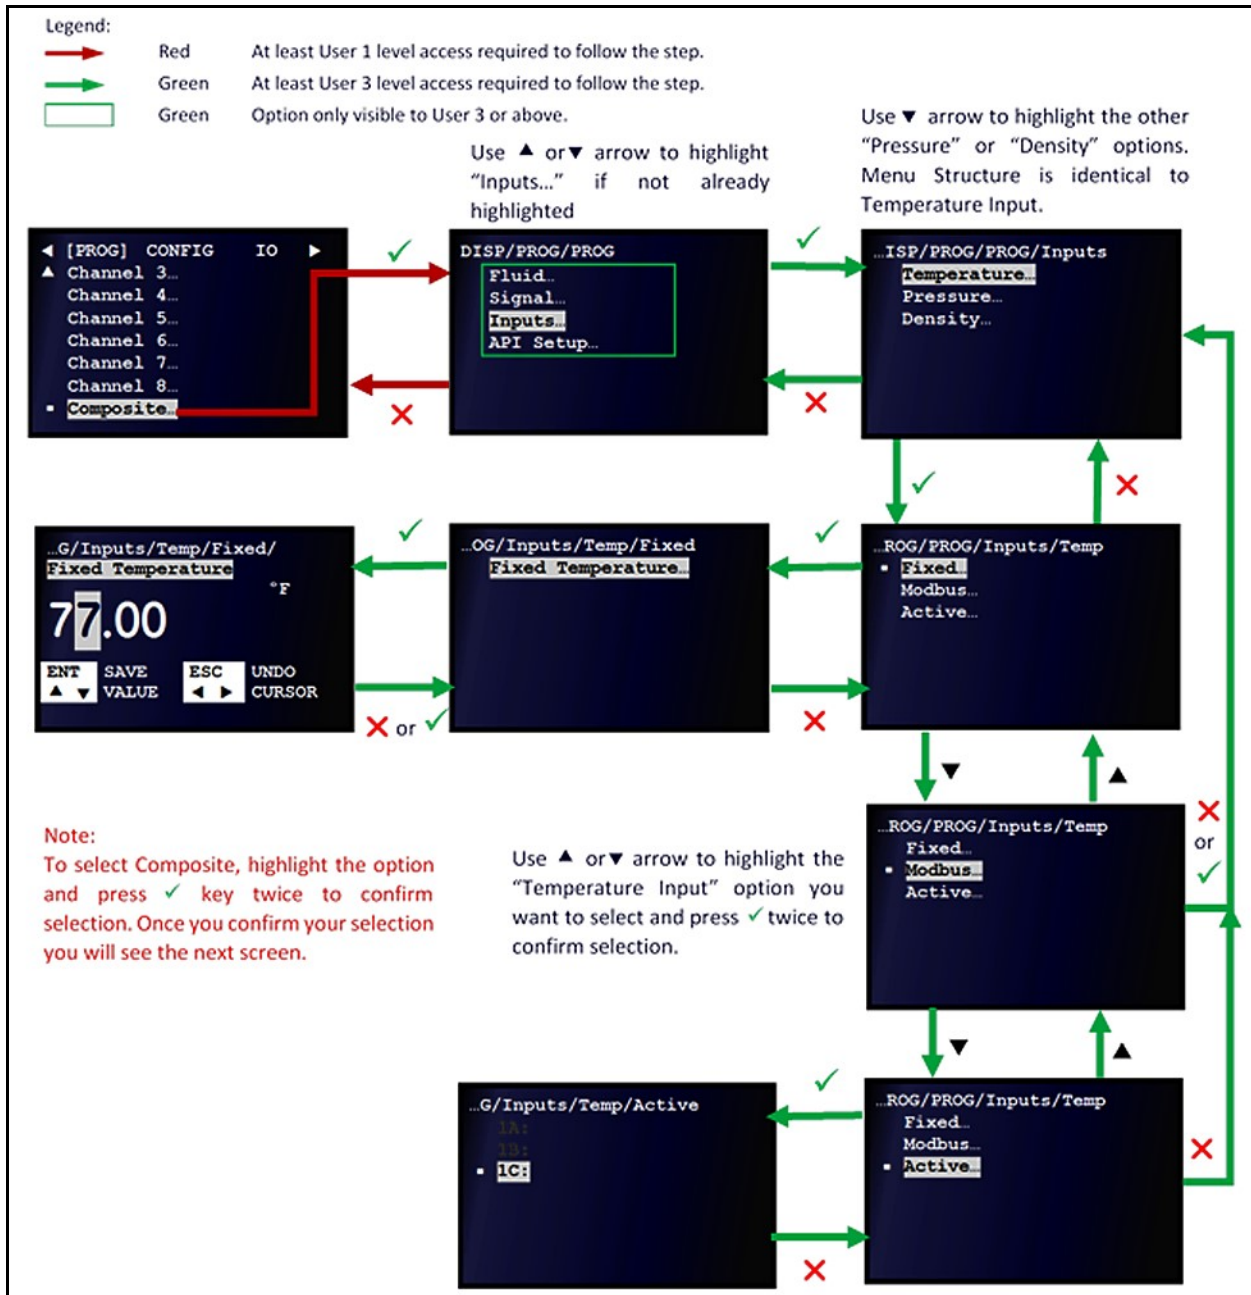 Legend:
Red At least User 1 level access required to follow the step.
Green At least User 3 level access required to follow the step.
Green Option only visible to User 3 or above.
Use ▲ or▼ arrow to highlight
“Inputs...” if not already
highlighted
Use ▼ arrow to highlight the other
“Pressure” or “Density” options.
Menu Structure is identical to
Temperature Input.
◀ [PROG] CONFIG IO ▶
▲ Channel 3…
Channel 4…
Channel 5…
Channel 6…
Channel 7…
Channel 8…
▪ Composite…
✓
✕
DISP/PROG/PROG
Fluid…
Signal…
Inputs…
API Setup…
✓
✕
…ISP/PROG/PROG/Inputs
Temperature…
Pressure…
Density…
✓
✕
…G/Inputs/Temp/Fixed/
Fixed Temperature
°F
77.00
ENT SAVE ESC UNDO
▲ ▼ VALUE ◀ ▶ CURSOR
✓
✕ or ✓
…OG/Inputs/Temp/Fixed
Fixed Temperature…
✓
✕
…ROG/PROG/Inputs/Temp
▪ Fixed…
Modbus…
Active…
▼ ▲
Note:
To select Composite, highlight the option
and press ✓ key twice to confirm
selection. Once you confirm your selection
you will see the next screen.
Use ▲ or▼ arrow to highlight the
“Temperature Input” option you
want to select and press ✓ twice to
confirm selection.
…ROG/PROG/Inputs/Temp
Fixed…
▪ Modbus…
Active…
✕
or
✓
▼ ▲
…G/Inputs/Temp/Active
1A:
1B:
▪ 1C:
✓
✕
…ROG/PROG/Inputs/Temp
Fixed…
Modbus…
▪ Active…
✕